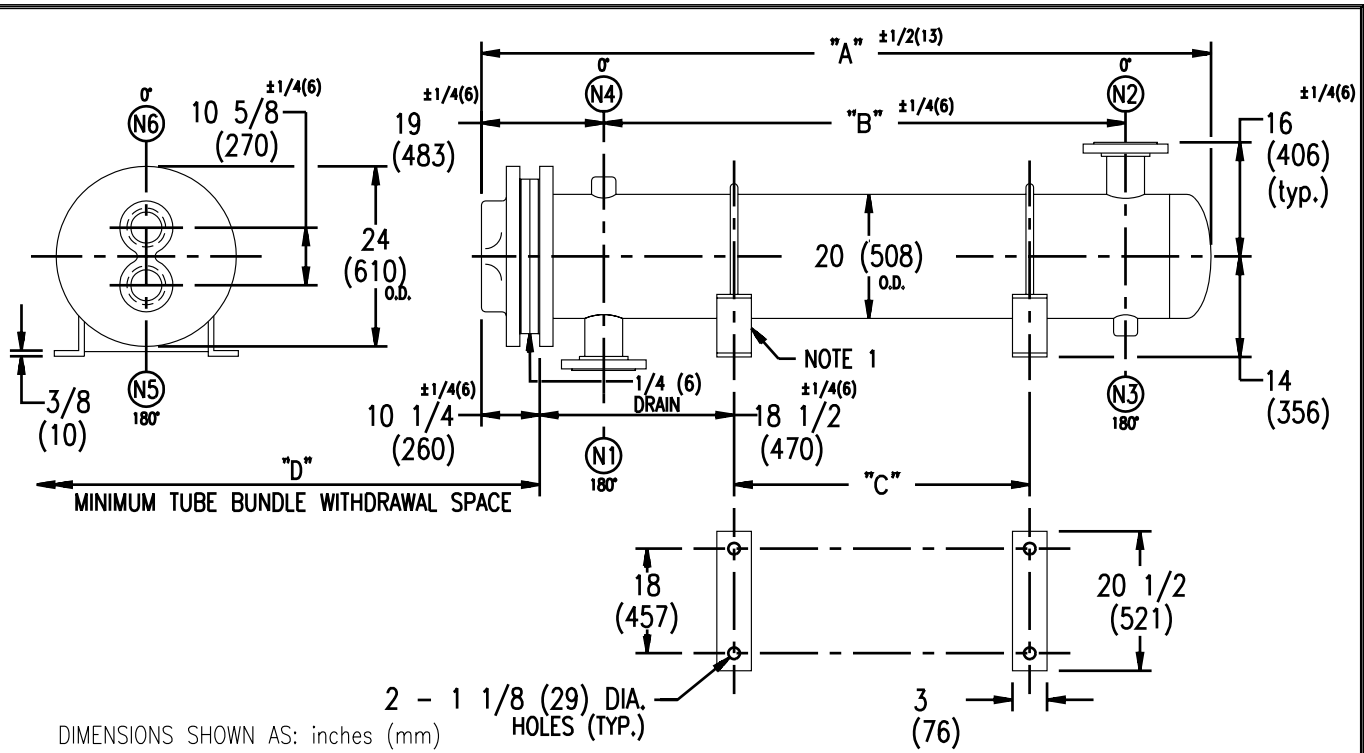 "A" ±1/2(13)
0°
N6
10 5/8 ±1/4(6)
(270)
±1/4(6)
19
(483)
0°
N4
"B" ±1/4(6)
0°
N2
±1/4(6)
16
(406)
(typ.)
24
(610)
O.D.
20 (508)
O.D.
NOTE 1
3/8
(10)
N5
180°
±1/4(6)
10 1/4
(260)
1/4 (6)
DRAIN
±1/4(6)
18 1/2
(470)
N1
180°
N3
180°
14
(356)
"D"
MINIMUM TUBE BUNDLE WITHDRAWAL SPACE
"C"
18
(457)
20 1/2
(521)
2 - 1 1/8 (29) DIA.
HOLES (TYP.)
3
(76)
DIMENSIONS SHOWN AS: inches (mm)